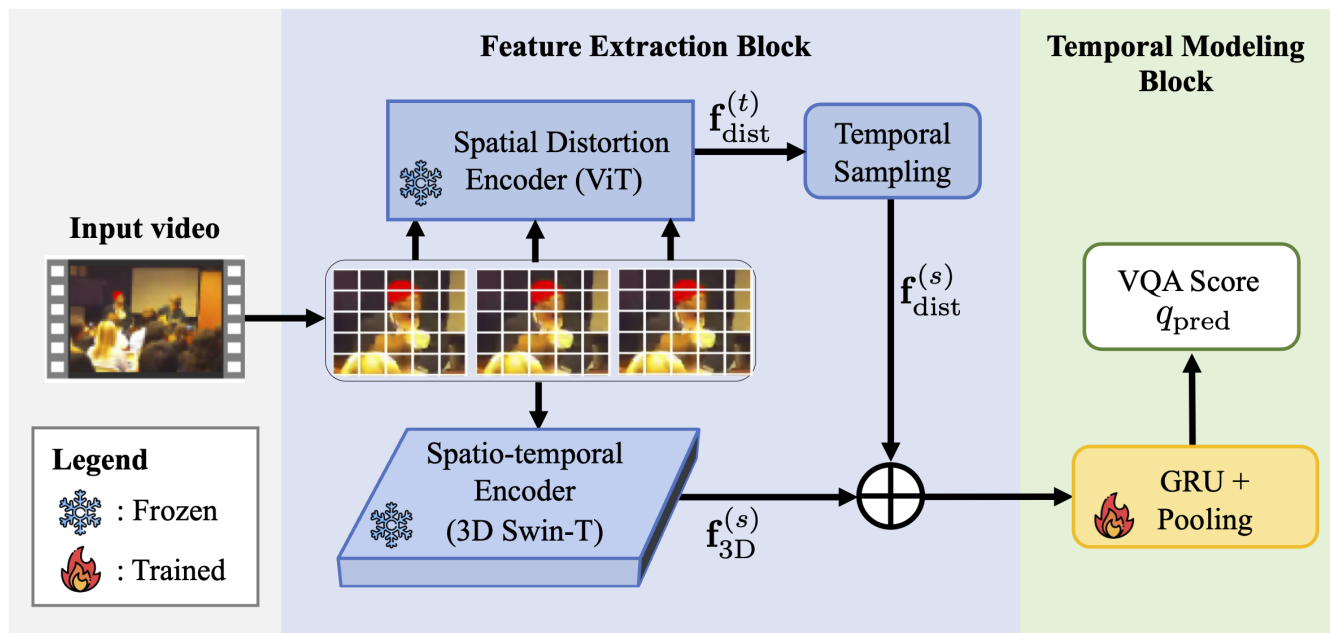 Feature Extraction Block
Temporal Modeling
Block
Input video
Spatial Distortion
Encoder (ViT)
f_dist^(t)
Temporal
Sampling
f_dist^(s)
Spatio-temporal
Encoder
(3D Swin-T)
f_3D^(s)
VQA Score
q_pred
GRU +
Pooling
Legend
: Frozen
: Trained